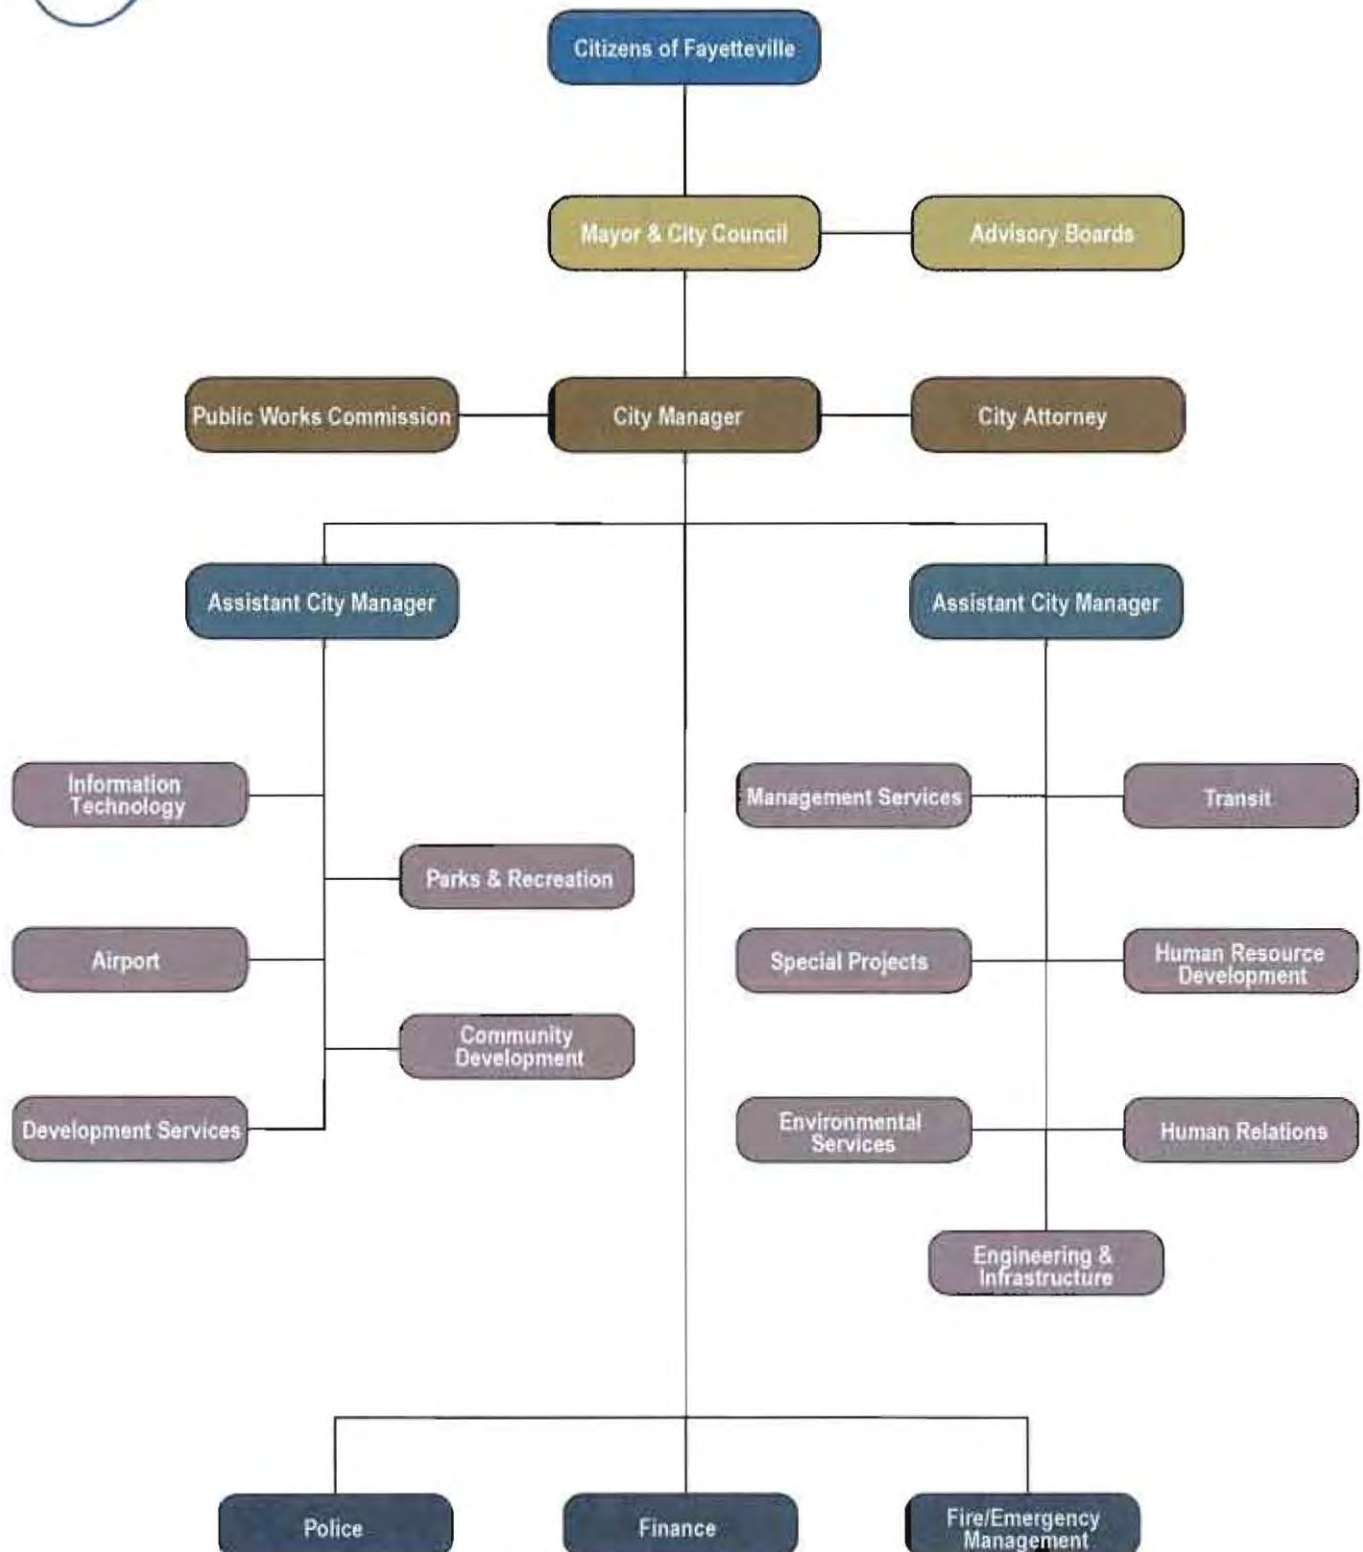 Citizens of Fayetteville
Mayor & City Council
Advisory Boards
Public Works Commission
City Manager
City Attorney
Assistant City Manager
Assistant City Manager
Information
Technology
Management Services
Transit
Parks & Recreation
Airport
Special Projects
Human Resource
Development
Community
Development
Development Services
Environmental
Services
Human Relations
Engineering &
Infrastructure
Police
Finance
Fire/Emergency
Management